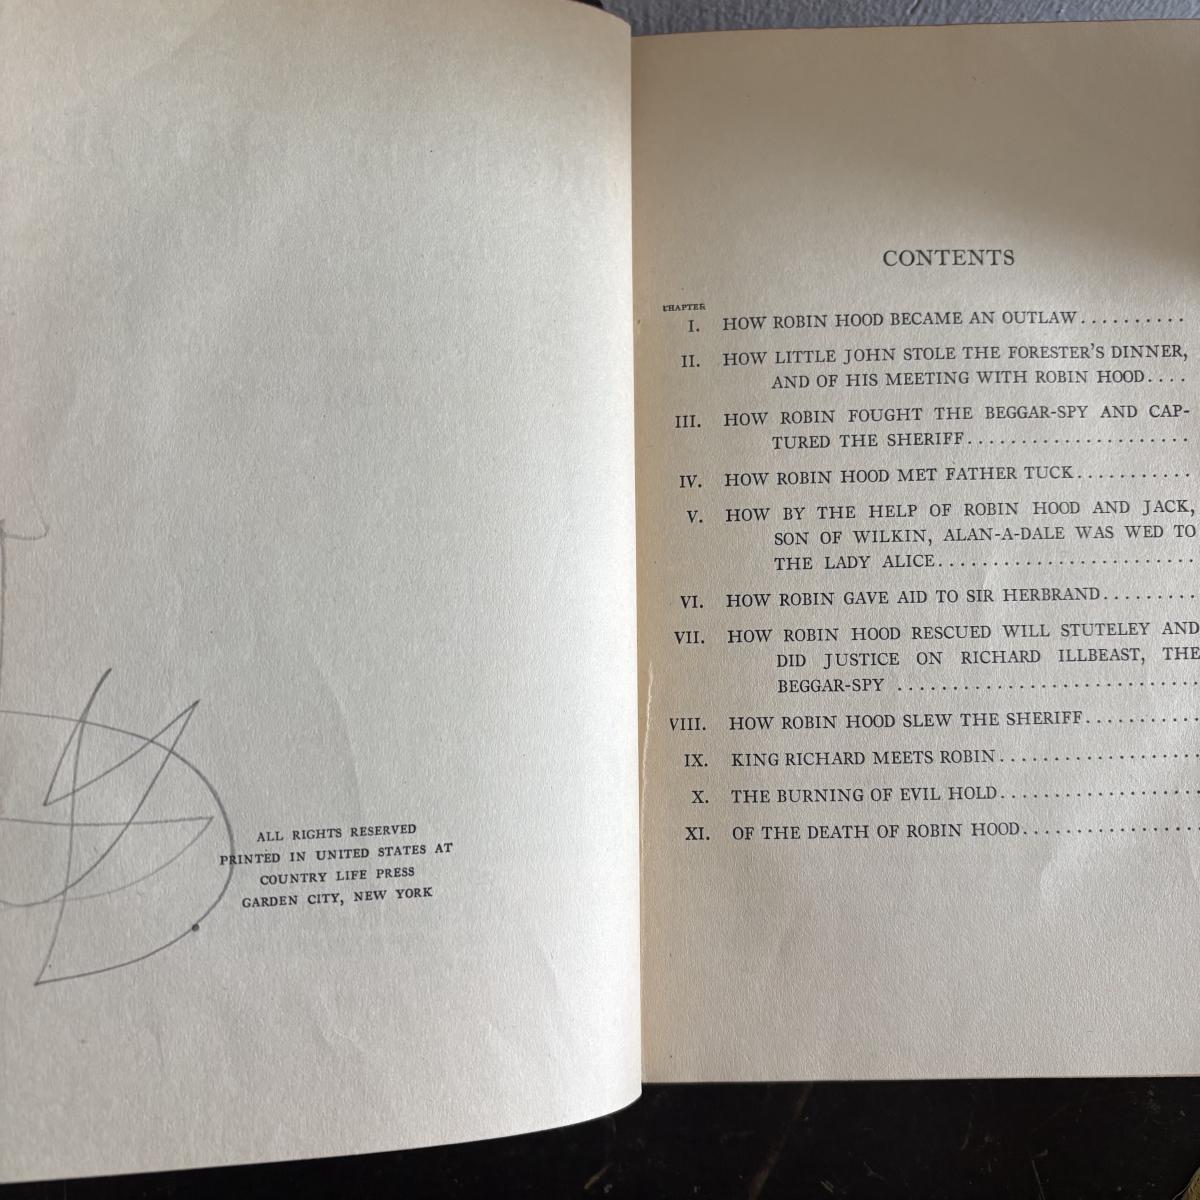 ALL RIGHTS RESERVED
PRINTED IN UNITED STATES AT
COUNTRY LIFE PRESS
GARDEN CITY, NEW YORK
CONTENTS
CHAPTER
I. HOW ROBIN HOOD BECAME AN OUTLAW..........
II. HOW LITTLE JOHN STOLE THE FORESTER'S DINNER,
AND OF HIS MEETING WITH ROBIN HOOD....
III. HOW ROBIN FOUGHT THE BEGGAR-SPY AND CAP-
TURED THE SHERIFF.....................
IV. HOW ROBIN HOOD MET FATHER TUCK...........
V. HOW BY THE HELP OF ROBIN HOOD AND JACK,
SON OF WILKIN, ALAN-A-DALE WAS WED TO
THE LADY ALICE........................
VI. HOW ROBIN GAVE AID TO SIR HERBRAND.........
VII. HOW ROBIN HOOD RESCUED WILL STUTELEY AND
DID JUSTICE ON RICHARD ILLBEAST, THE
BEGGAR-SPY ............................
VIII. HOW ROBIN HOOD SLEW THE SHERIFF...........
IX. KING RICHARD MEETS ROBIN...................
X. THE BURNING OF EVIL HOLD...................
XI. OF THE DEATH OF ROBIN HOOD.................